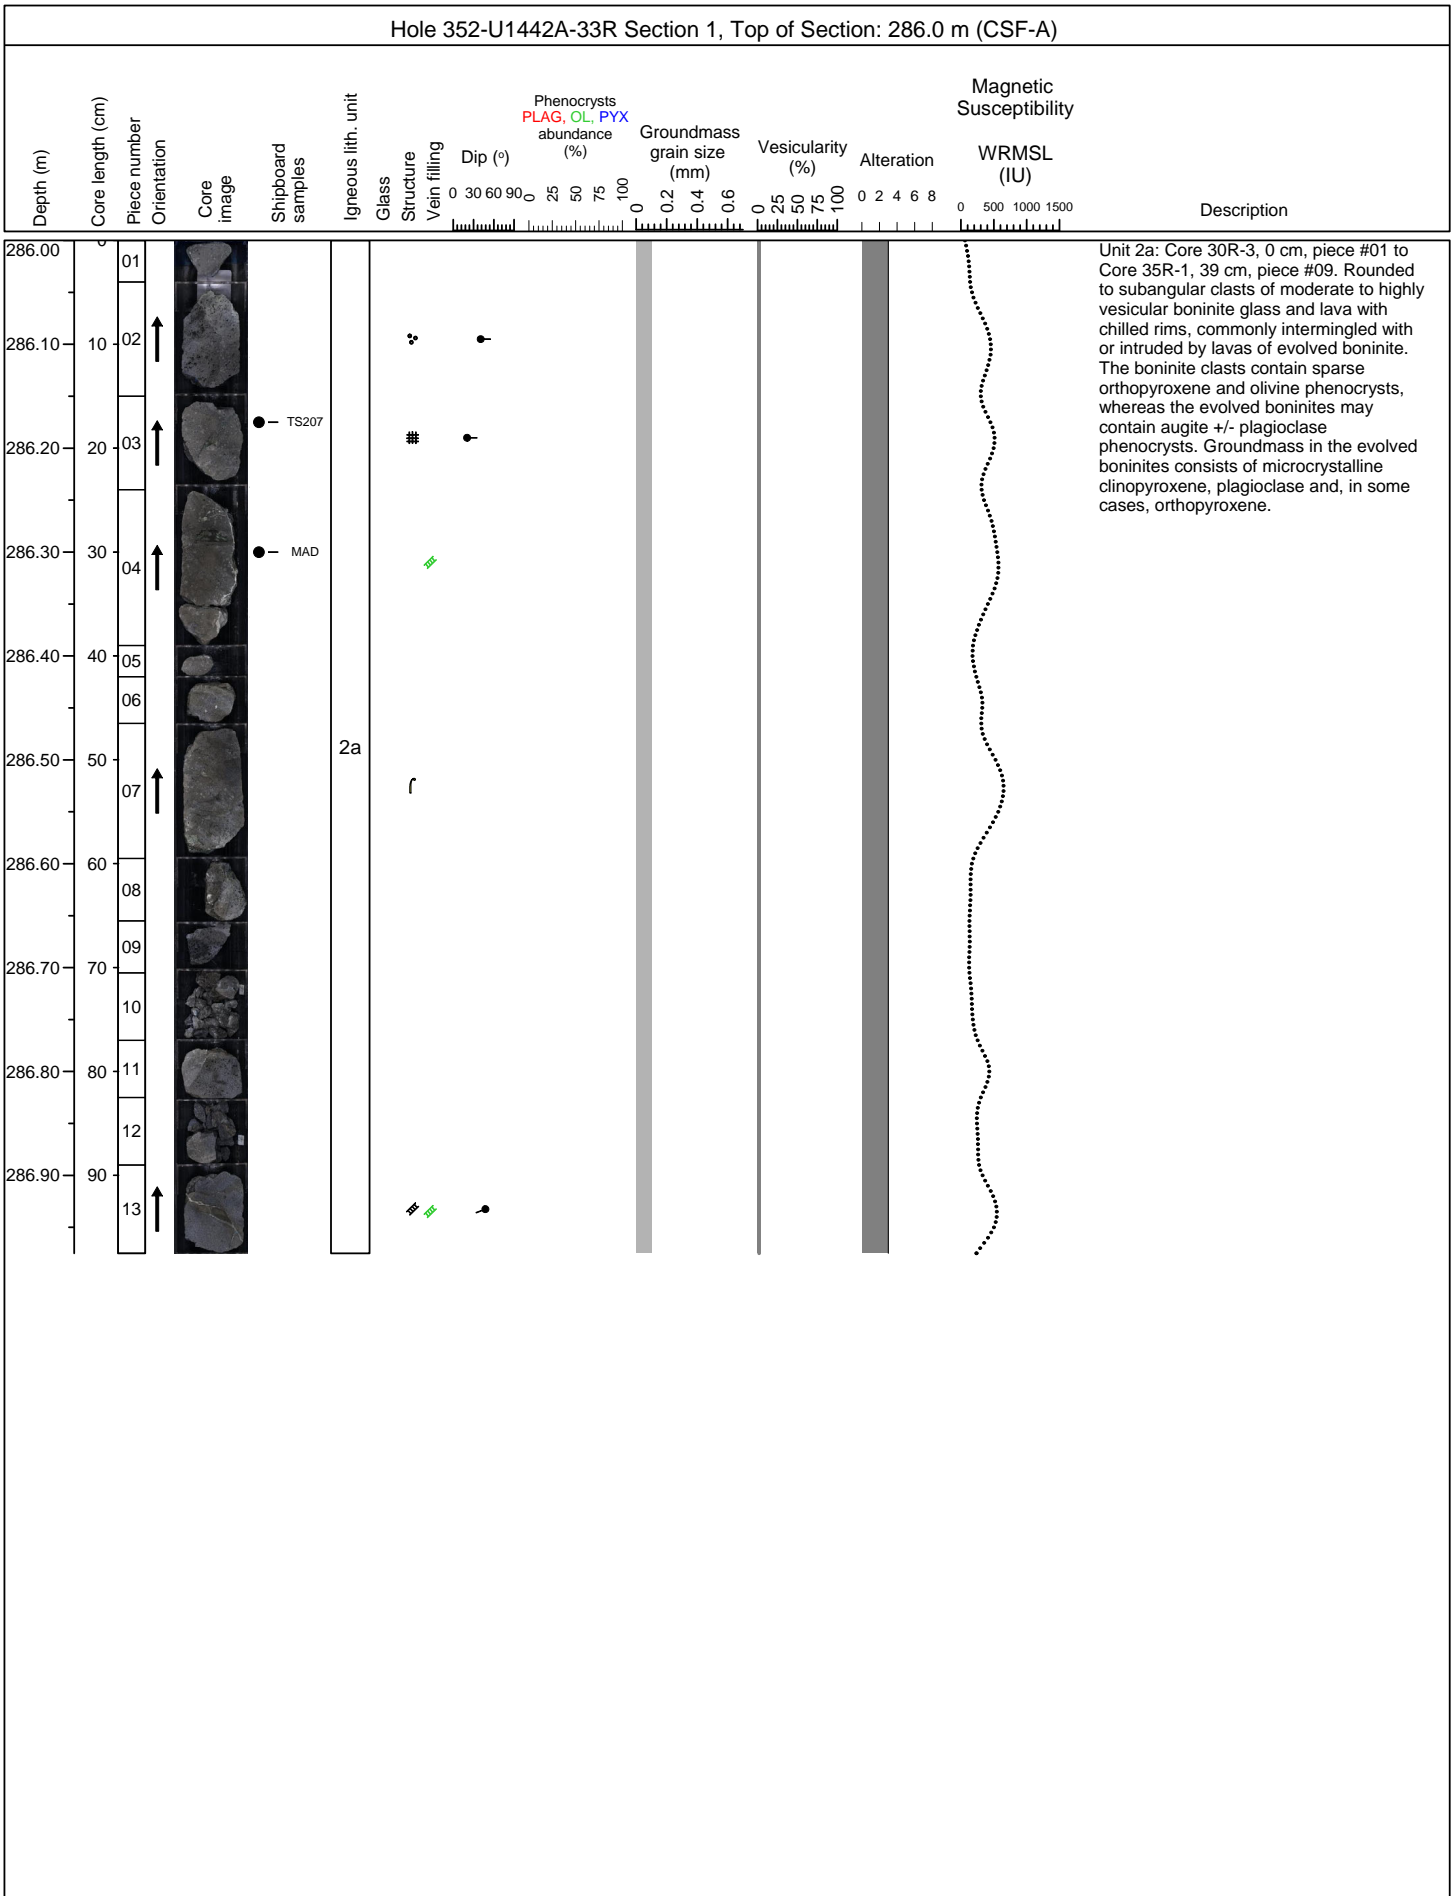 Hole 352-U1442A-33R Section 1, Top of Section: 286.0 m (CSF-A)
Depth (m)
Core length (cm)
Piece number
Orientation
Core
image
Shipboard
samples
Igneous lith. unit
Glass
Structure
Vein filling
Dip (o)
0 30 60 90
Phenocrysts
PLAG, OL, PYX
abundance
(%)
0 25 50 75 100
Groundmass
grain size
(mm)
0 0.2 0.4 0.6
Vesicularity
(%)
0 25 50 75 100
Alteration
0 2 4 6 8
Magnetic
Susceptibility
WRMSL
(IU)
0 500 1000 1500
Description
286.00
286.10
286.20
286.30
286.40
286.50
286.60
286.70
286.80
286.90
0
10
20
30
40
50
60
70
80
90
01
02
03
04
05
06
07
08
09
10
11
12
13
TS207
MAD
2a
Unit 2a: Core 30R-3, 0 cm, piece #01 to
Core 35R-1, 39 cm, piece #09. Rounded
to subangular clasts of moderate to highly
vesicular boninite glass and lava with
chilled rims, commonly intermingled with
or intruded by lavas of evolved boninite.
The boninite clasts contain sparse
orthopyroxene and olivine phenocrysts,
whereas the evolved boninites may
contain augite +/- plagioclase
phenocrysts. Groundmass in the evolved
boninites consists of microcrystalline
clinopyroxene, plagioclase and, in some
cases, orthopyroxene.